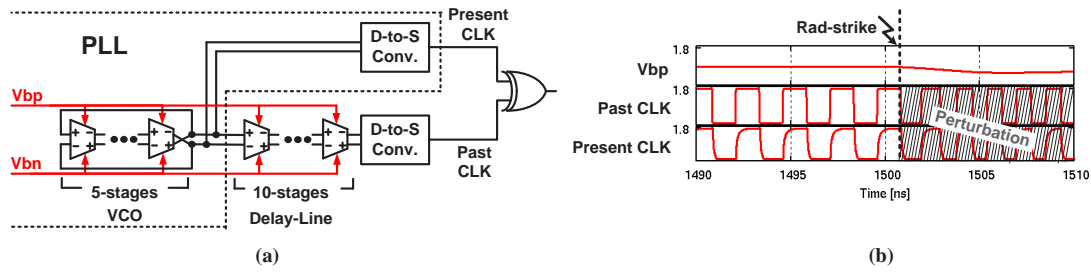 PLL
Present
CLK
D-to-S
Conv.
Vbp
Vbn
+
-
+
-
+
-
+
-
+
-
+
-
+
-
+
-
D-to-S
Conv.
Past
CLK
5-stages
VCO
10-stages
Delay-Line
(a)
Rad-strike
1.8
Vbp
1.8
Past CLK
1.8
Present CLK
Perturbation
1490
1495
1500
1505
1510
Time [ns]
(b)